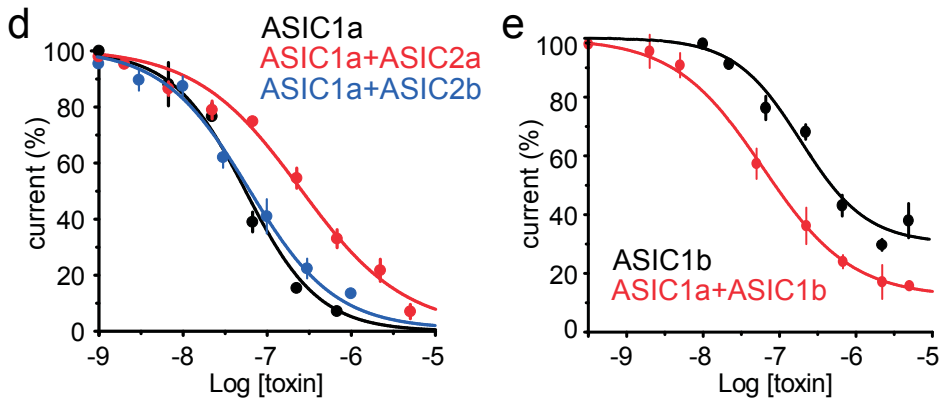 d
ASIC1a
ASIC1a+ASIC2a
ASIC1a+ASIC2b
100
80
60
40
20
0
current (%)
-9 -8 -7 -6 -5
Log [toxin]
e
100
80
60
40
20
0
current (%)
ASIC1b
ASIC1a+ASIC1b
-9 -8 -7 -6 -5
Log [toxin]